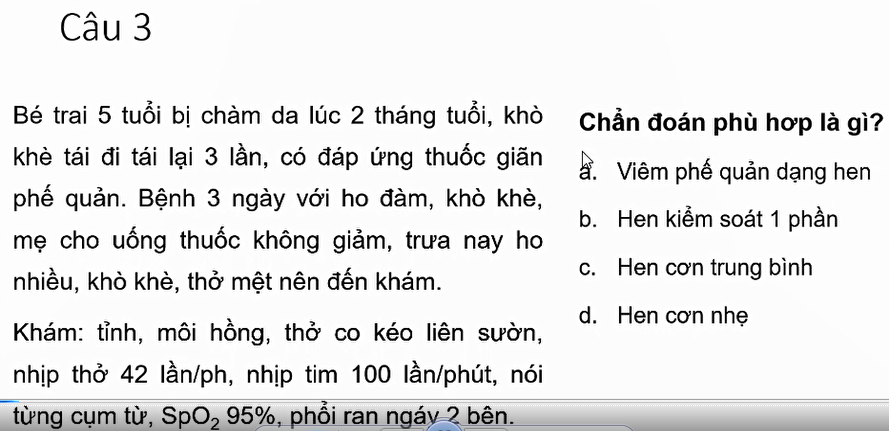 Câu 3
Bé trai 5 tuổi bị chàm da lúc 2 tháng tuổi, khò
khè tái đi tái lại 3 lần, có đáp ứng thuốc giãn
phế quản. Bệnh 3 ngày với ho đàm, khò khè,
mẹ cho uống thuốc không giảm, trưa nay ho
nhiều, khò khè, thở mệt nên đến khám.
Khám: tỉnh, môi hồng, thở co kéo liên sườn,
nhịp thở 42 lần/ph, nhịp tim 100 lần/phút, nói
từng cụm từ, SpO₂ 95%, phổi ran ngáy 2 bên.
Chẩn đoán phù hơp là gì?
a. Viêm phế quản dạng hen
b. Hen kiểm soát 1 phần
c. Hen cơn trung bình
d. Hen cơn nhẹ